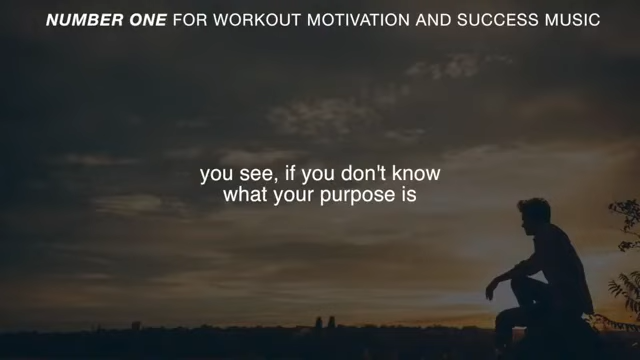 NUMBER ONE FOR WORKOUT MOTIVATION AND SUCCESS MUSIC
you see, if you don't know
what your purpose is